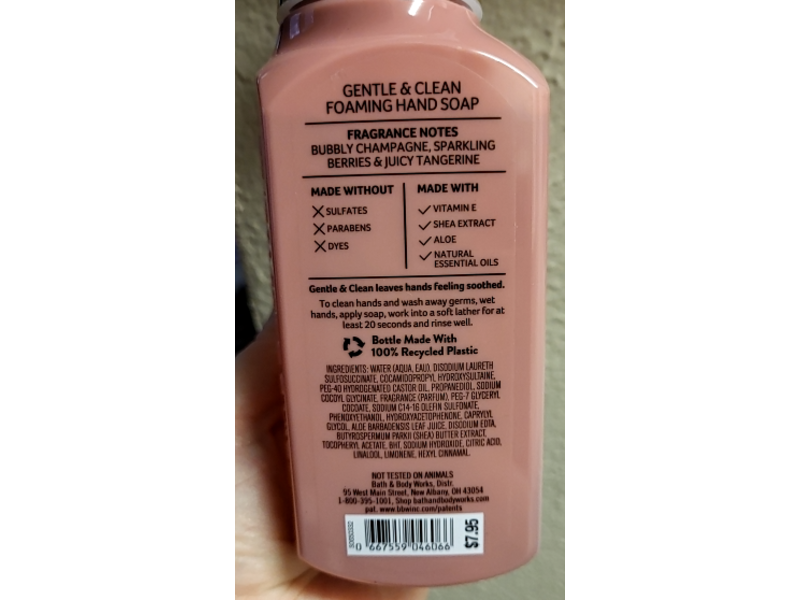 GENTLE & CLEAN
FOAMING HAND SOAP
FRAGRANCE NOTES
BUBBLY CHAMPAGNE, SPARKLING
BERRIES & JUICY TANGERINE
MADE WITHOUT
SULFATES
PARABENS
DYES
MADE WITH
VITAMIN E
SHEA EXTRACT
ALOE
NATURAL
ESSENTIAL OILS
Gentle & Clean leaves hands feeling soothed.
To clean hands and wash away germs, wet
hands, apply soap, work into a soft lather for at
least 20 seconds and rinse well.
Bottle Made With
100% Recycled Plastic
INGREDIENTS: WATER (AQUA, EAU), DISODIUM LAURETH
SULFOSUCCINATE, COCAMIDOPROPYL HYDROXYSULTAINE,
PEG-40 HYDROGENATED CASTOR OIL, PROPANEDIOL, SODIUM
COCOYL GLYCINATE, FRAGRANCE (PARFUM), PEG-7 GLYCERYL
COCOATE, SODIUM C14-16 OLEFIN SULFONATE,
PHENOXYETHANOL, HYDROXYACETOPHENONE, CAPRYLYL
GLYCOL, ALOE BARBADENSIS LEAF JUICE, DISODIUM EDTA,
BUTYROSPERMUM PARKII (SHEA) BUTTER EXTRACT,
TOCOPHERYL ACETATE, BHT, SODIUM HYDROXIDE, CITRIC ACID,
LINALOOL, LIMONENE, HEXYL CINNAMAL.
NOT TESTED ON ANIMALS
Bath & Body Works, Distr.
95 West Main Street, New Albany, OH 43054
1-800-395-1001, Shop bathandbodyworks.com
pat. www.bbwinc.com/patents
0 667559 046066
$7.95